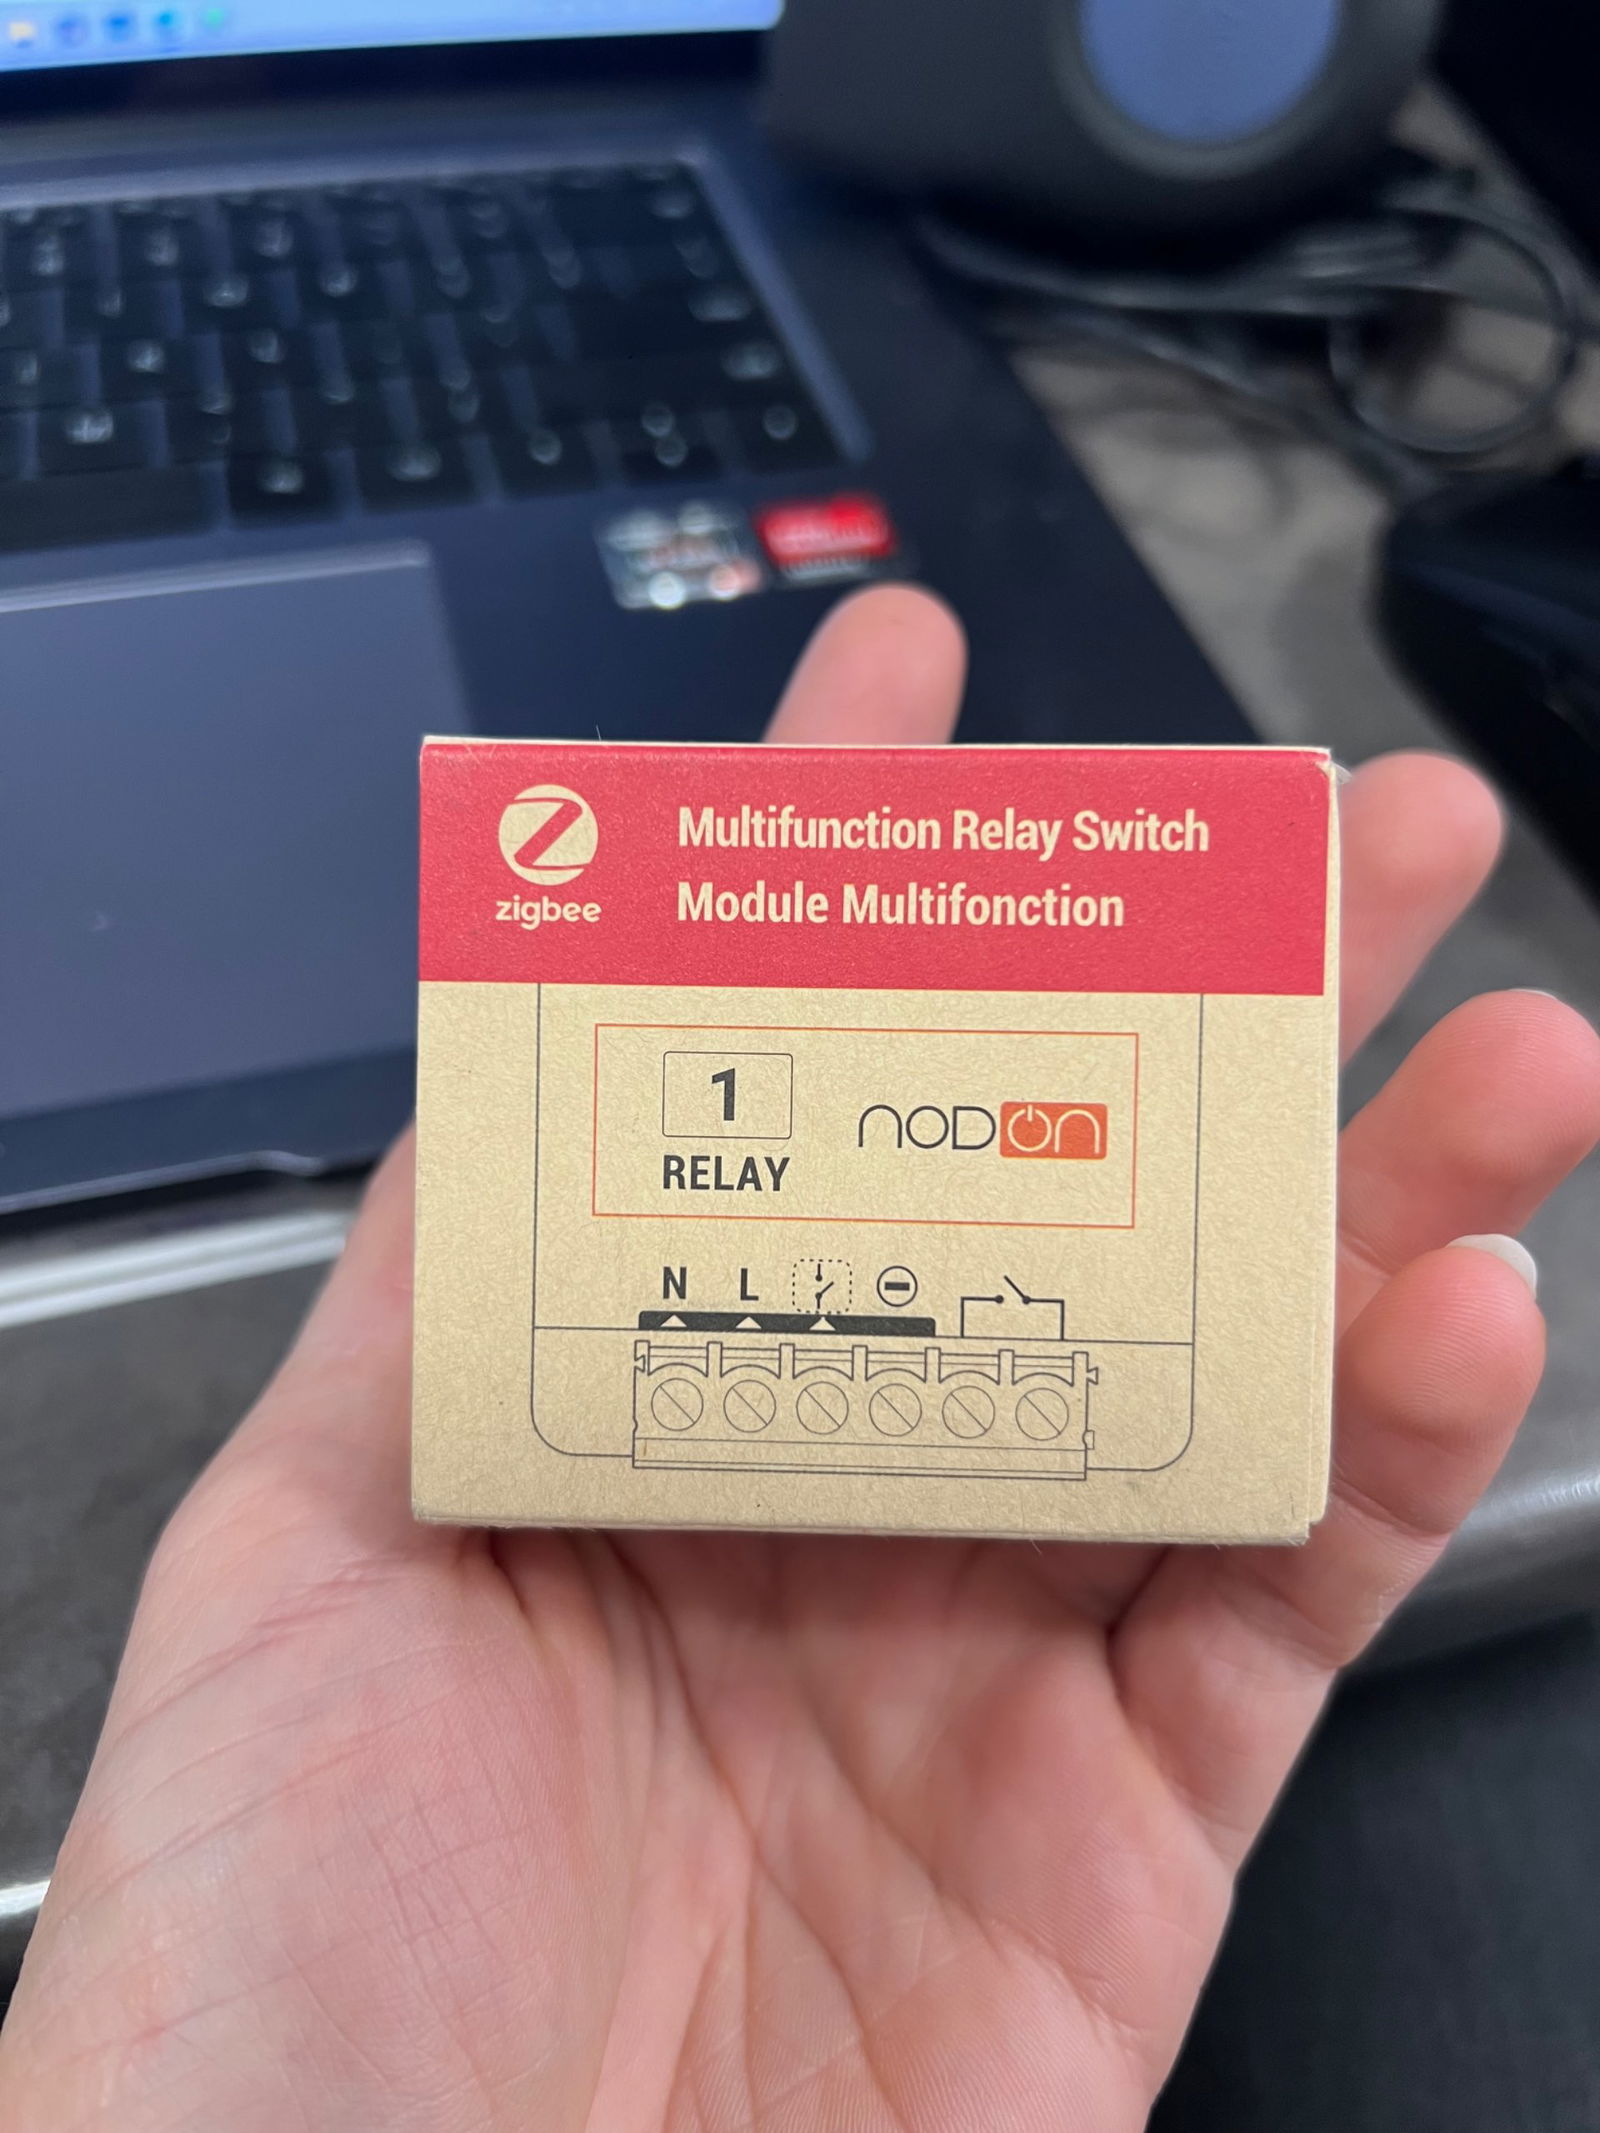 Multifunction Relay Switch
zigbee
Module Multifonction
1
RELAY
NODON
N L